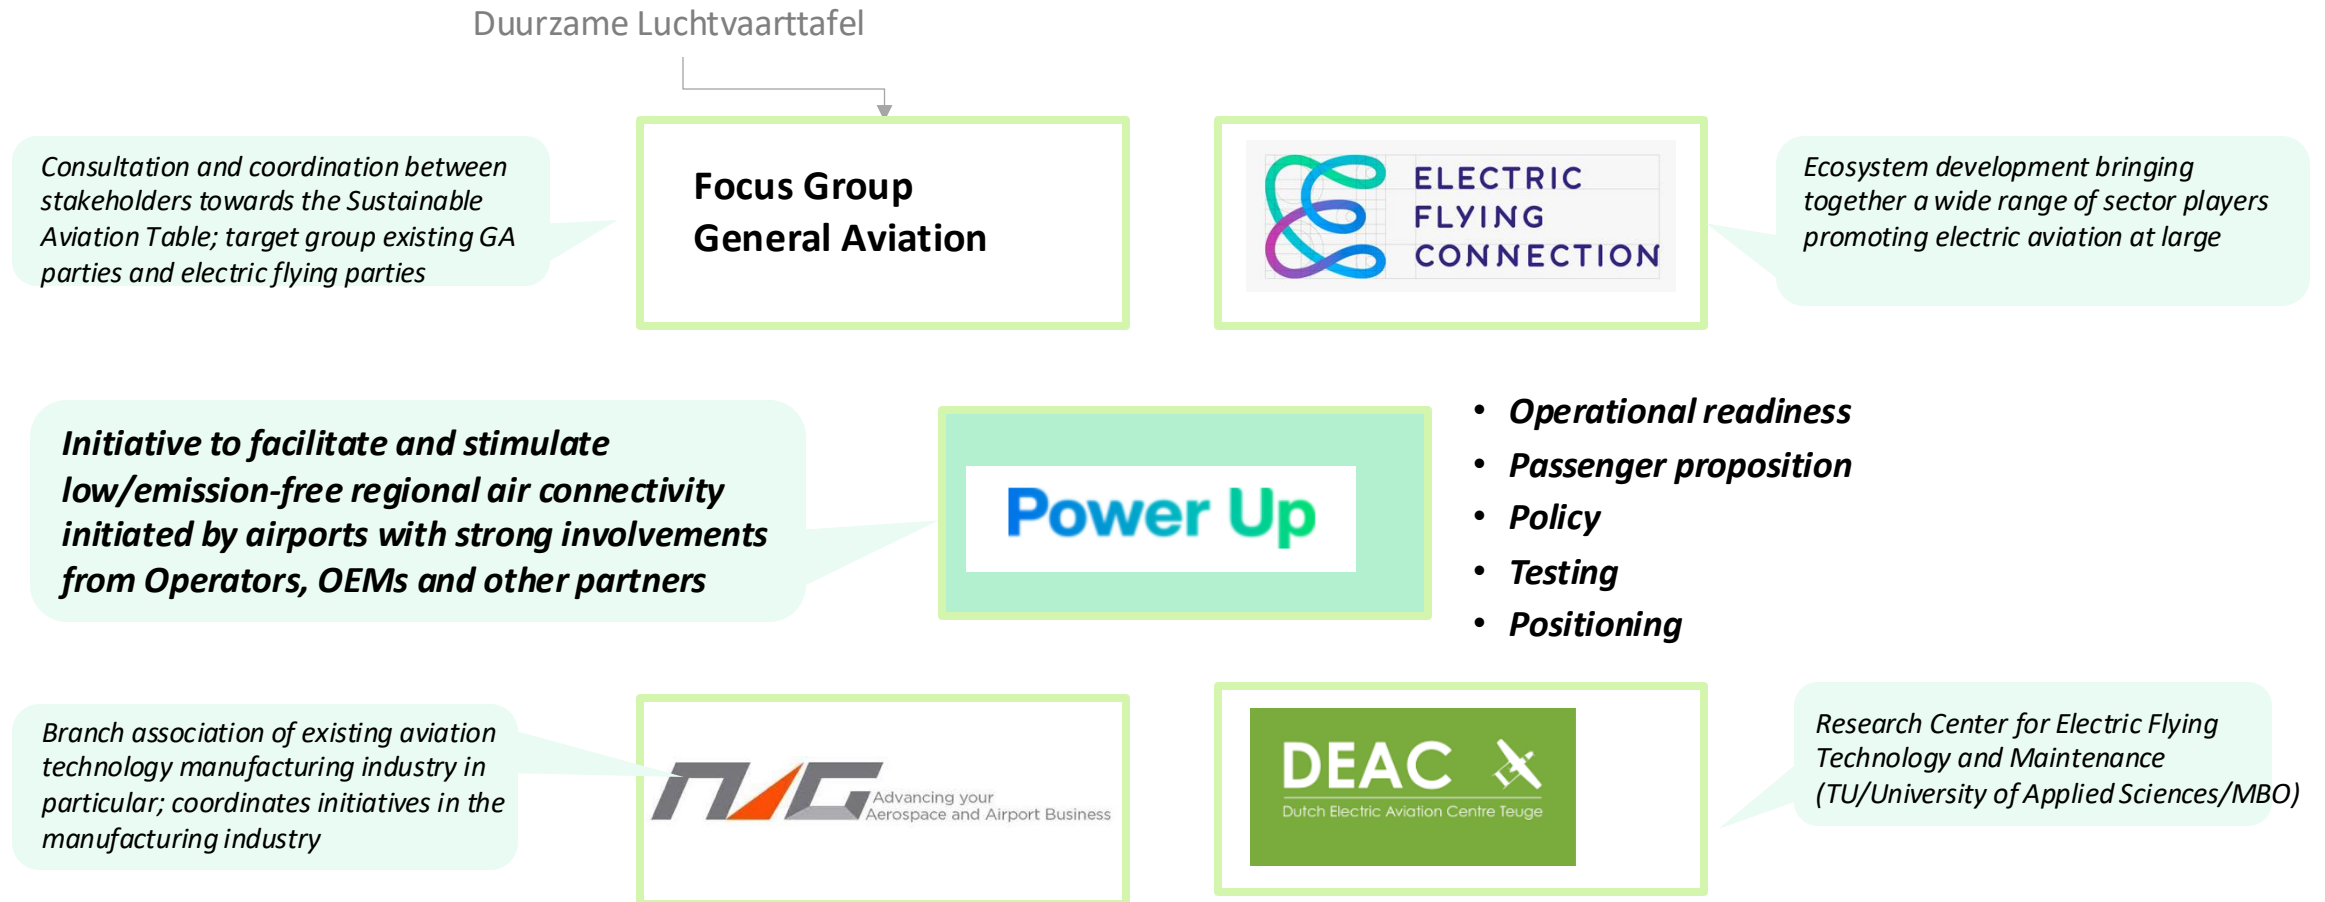 Duurzame Luchtvaarttafel
Consultation and coordination between
stakeholders towards the Sustainable
Aviation Table; target group existing GA
parties and electric flying parties
Focus Group
General Aviation
ELECTRIC
FLYING
CONNECTION
Ecosystem development bringing
together a wide range of sector players
promoting electric aviation at large
Initiative to facilitate and stimulate
low/emission-free regional air connectivity
initiated by airports with strong involvements
from Operators, OEMs and other partners
Power Up
• Operational readiness
• Passenger proposition
• Policy
• Testing
• Positioning
Branch association of existing aviation
technology manufacturing industry in
particular; coordinates initiatives in the
manufacturing industry
NAG
Advancing your
Aerospace and Airport Business
DEAC
Dutch Electric Aviation Centre Teuge
Research Center for Electric Flying
Technology and Maintenance
(TU/University of Applied Sciences/MBO)